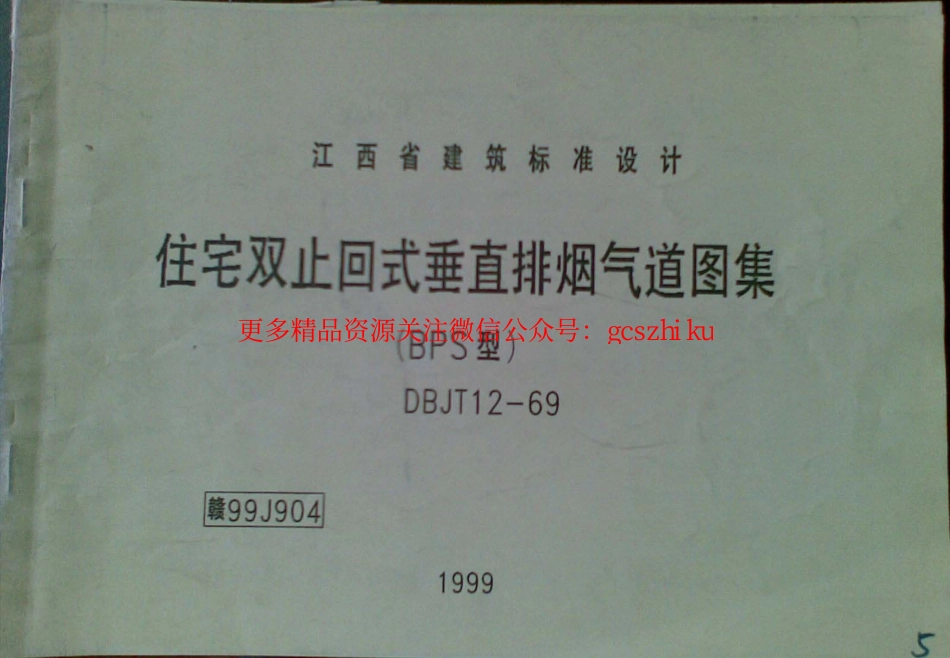 江西省建筑标准设计
住宅双止回式垂直排烟气道图集
更多精品资源关注微信公众号：gcszhiku
(BPS型)
DBJT12-69
赣99J904
1999
5